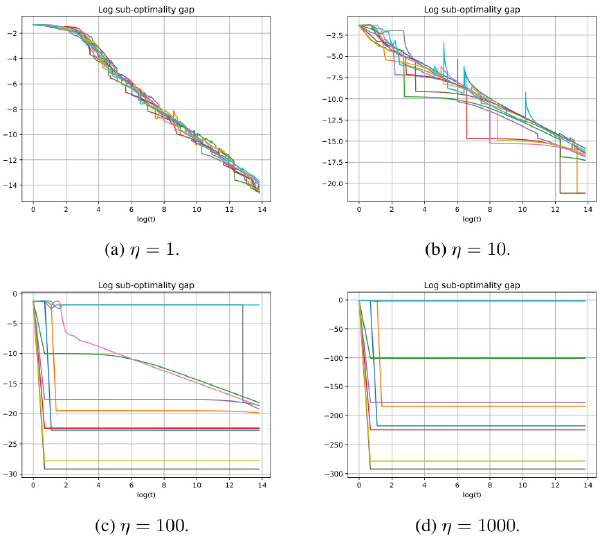 Log sub-optimality gap
−2
−4
−6
−8
−10
−12
−14
0 2 4 6 8 10 12 14
log(t)
(a) η = 1.
Log sub-optimality gap
−2.5
−5.0
−7.5
−10.0
−12.5
−15.0
−17.5
−20.0
0 2 4 6 8 10 12 14
log(t)
(b) η = 10.
Log sub-optimality gap
0
−5
−10
−15
−20
−25
−30
0 2 4 6 8 10 12 14
log(t)
(c) η = 100.
Log sub-optimality gap
0
−50
−100
−150
−200
−250
−300
0 2 4 6 8 10 12 14
log(t)
(d) η = 1000.